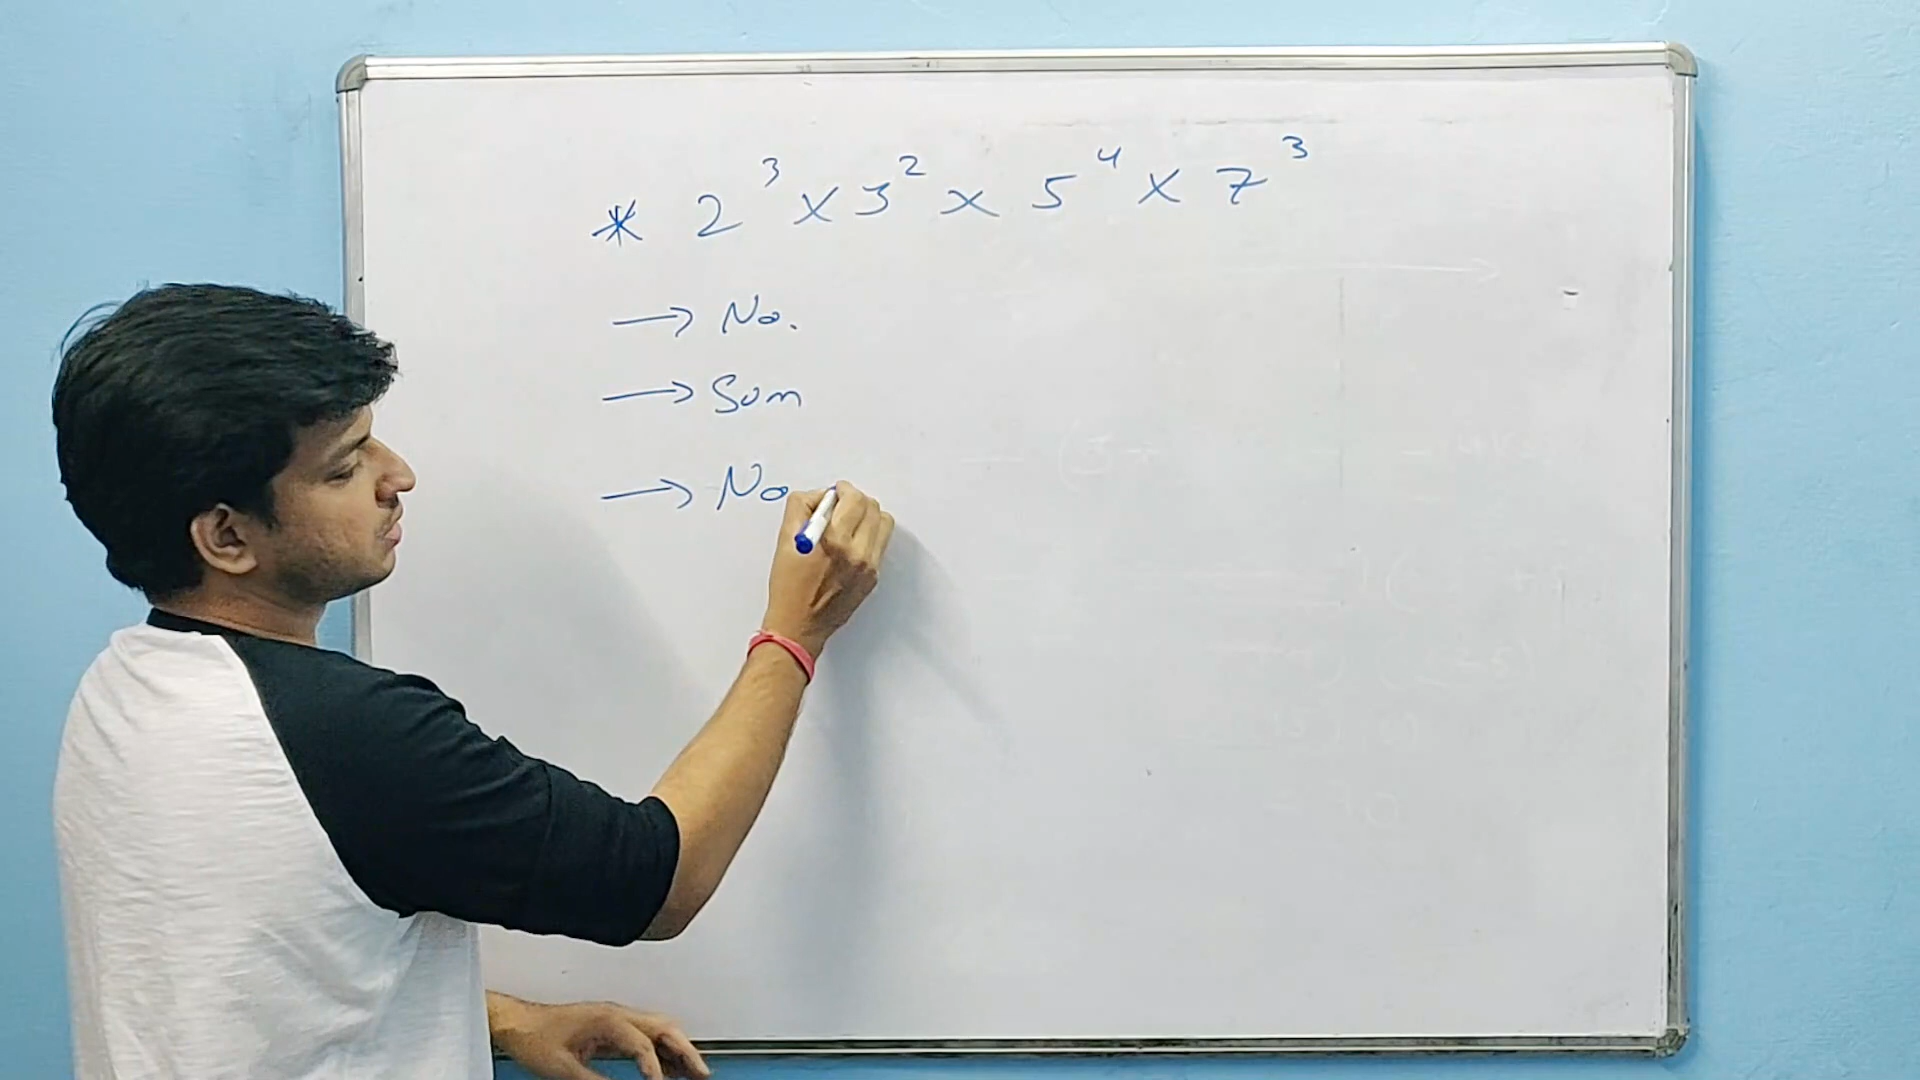 * 2³ × 3² × 5⁴ × 7³
→ No.
→ Sum
→ No